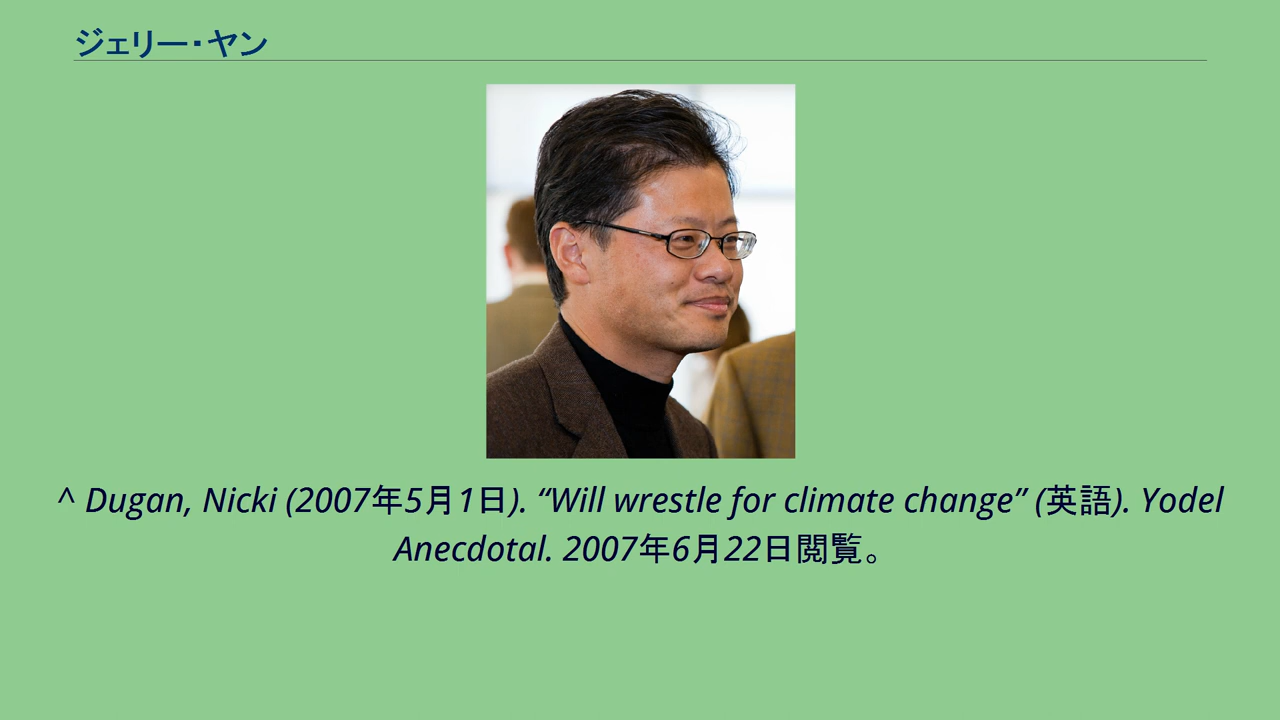 ジェリー・ヤン
^ Dugan, Nicki (2007年5月1日). “Will wrestle for climate change” (英語). Yodel
Anecdotal. 2007年6月22日閲覧。